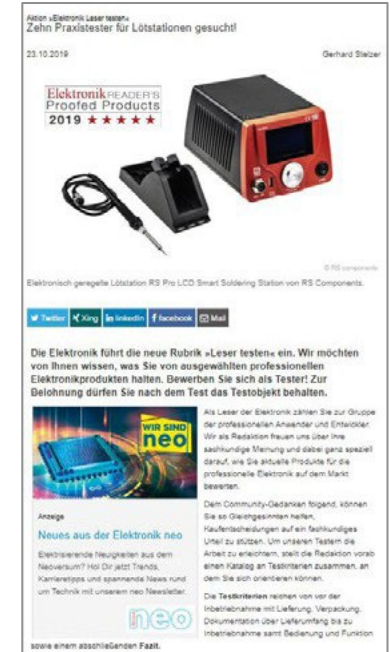 Aktion »Elektronik Leser testen«
Zehn Praxistester für Lötstationen gesucht!
23.10.2019
Gerhard Stelzer
Elektronik READER'S
Proofed Products
2019 ★★★★★
© RS components
Elektronisch geregelte Lötstation RS Pro LCD Smart Soldering Station von RS Components.
Twitter Xing linkedin facebook Mail
Die Elektronik führt die neue Rubrik »Leser testen« ein. Wir möchten
von Ihnen wissen, was Sie von ausgewählten professionellen
Elektronikprodukten halten. Bewerben Sie sich als Tester! Zur
Belohnung dürfen Sie nach dem Test das Testobjekt behalten.
WIR SIND
neo
Anzeige
Neues aus der Elektronik neo
Elektrisierende Neuigkeiten aus dem
Neoversum? Hol Dir jetzt Trends,
Karrieretipps und spannende News rund
um Technik mit unserem neo Newsletter.
neo
Als Leser der Elektronik zählen Sie zur Gruppe
der professionellen Anwender und Entwickler.
Wir als Redaktion freuen uns über Ihre
sachkundige Meinung und dabei ganz speziell
darauf, wie Sie aktuelle Produkte für die
professionelle Elektronik auf dem Markt
bewerten.
Dem Community-Gedanken folgend, können
Sie so Gleichgesinnten helfen,
Kaufentscheidungen auf ein fachkundiges
Urteil zu stützen. Um unseren Testern die
Arbeit zu erleichtern, stellt die Redaktion vorab
einen Katalog an Testkriterien zusammen, an
dem Sie sich orientieren können.
Die Testkriterien reichen von vor der
Inbetriebnahme mit Lieferung, Verpackung,
Dokumentation über Lieferumfang bis zu
Inbetriebnahme samt Bedienung und Funktion
sowie einem abschließenden Fazit.